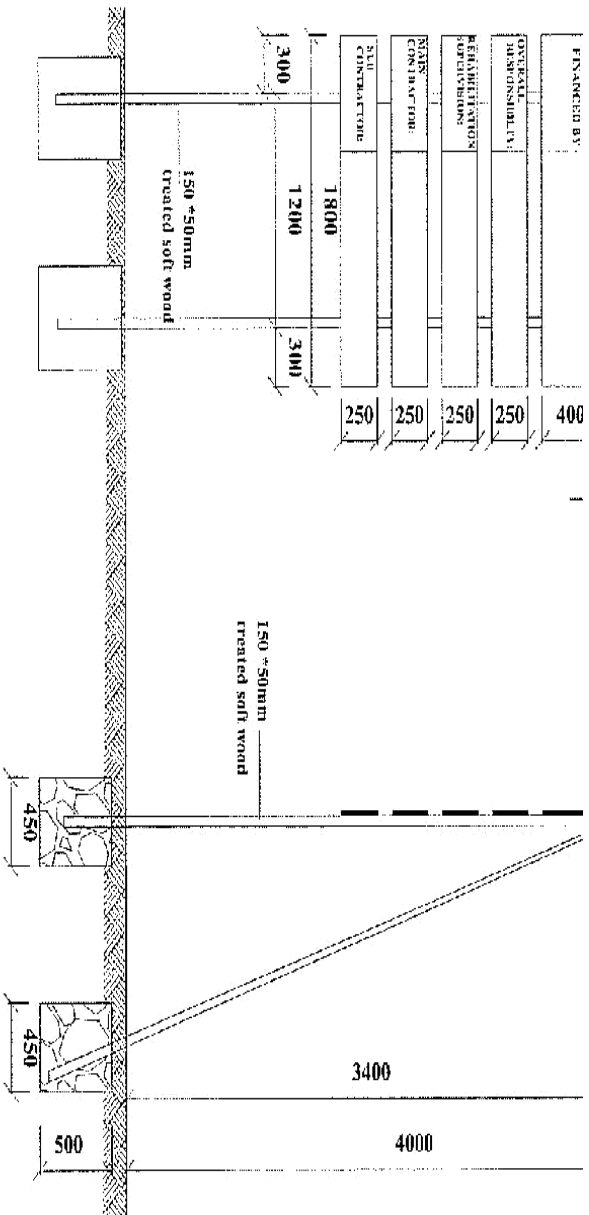 FINANCED BY
OVERALL
RESPONSIBILITY:
REHABILITATION
SUPERVISION:
MAIN
CONTRACTOR:
SUB
CONTRACTOR:
400
250
250
250
250
1800
300
1200
300
150 *50mm
treated soft wood
150 *50mm
treated soft wood
450
450
3400
4000
500